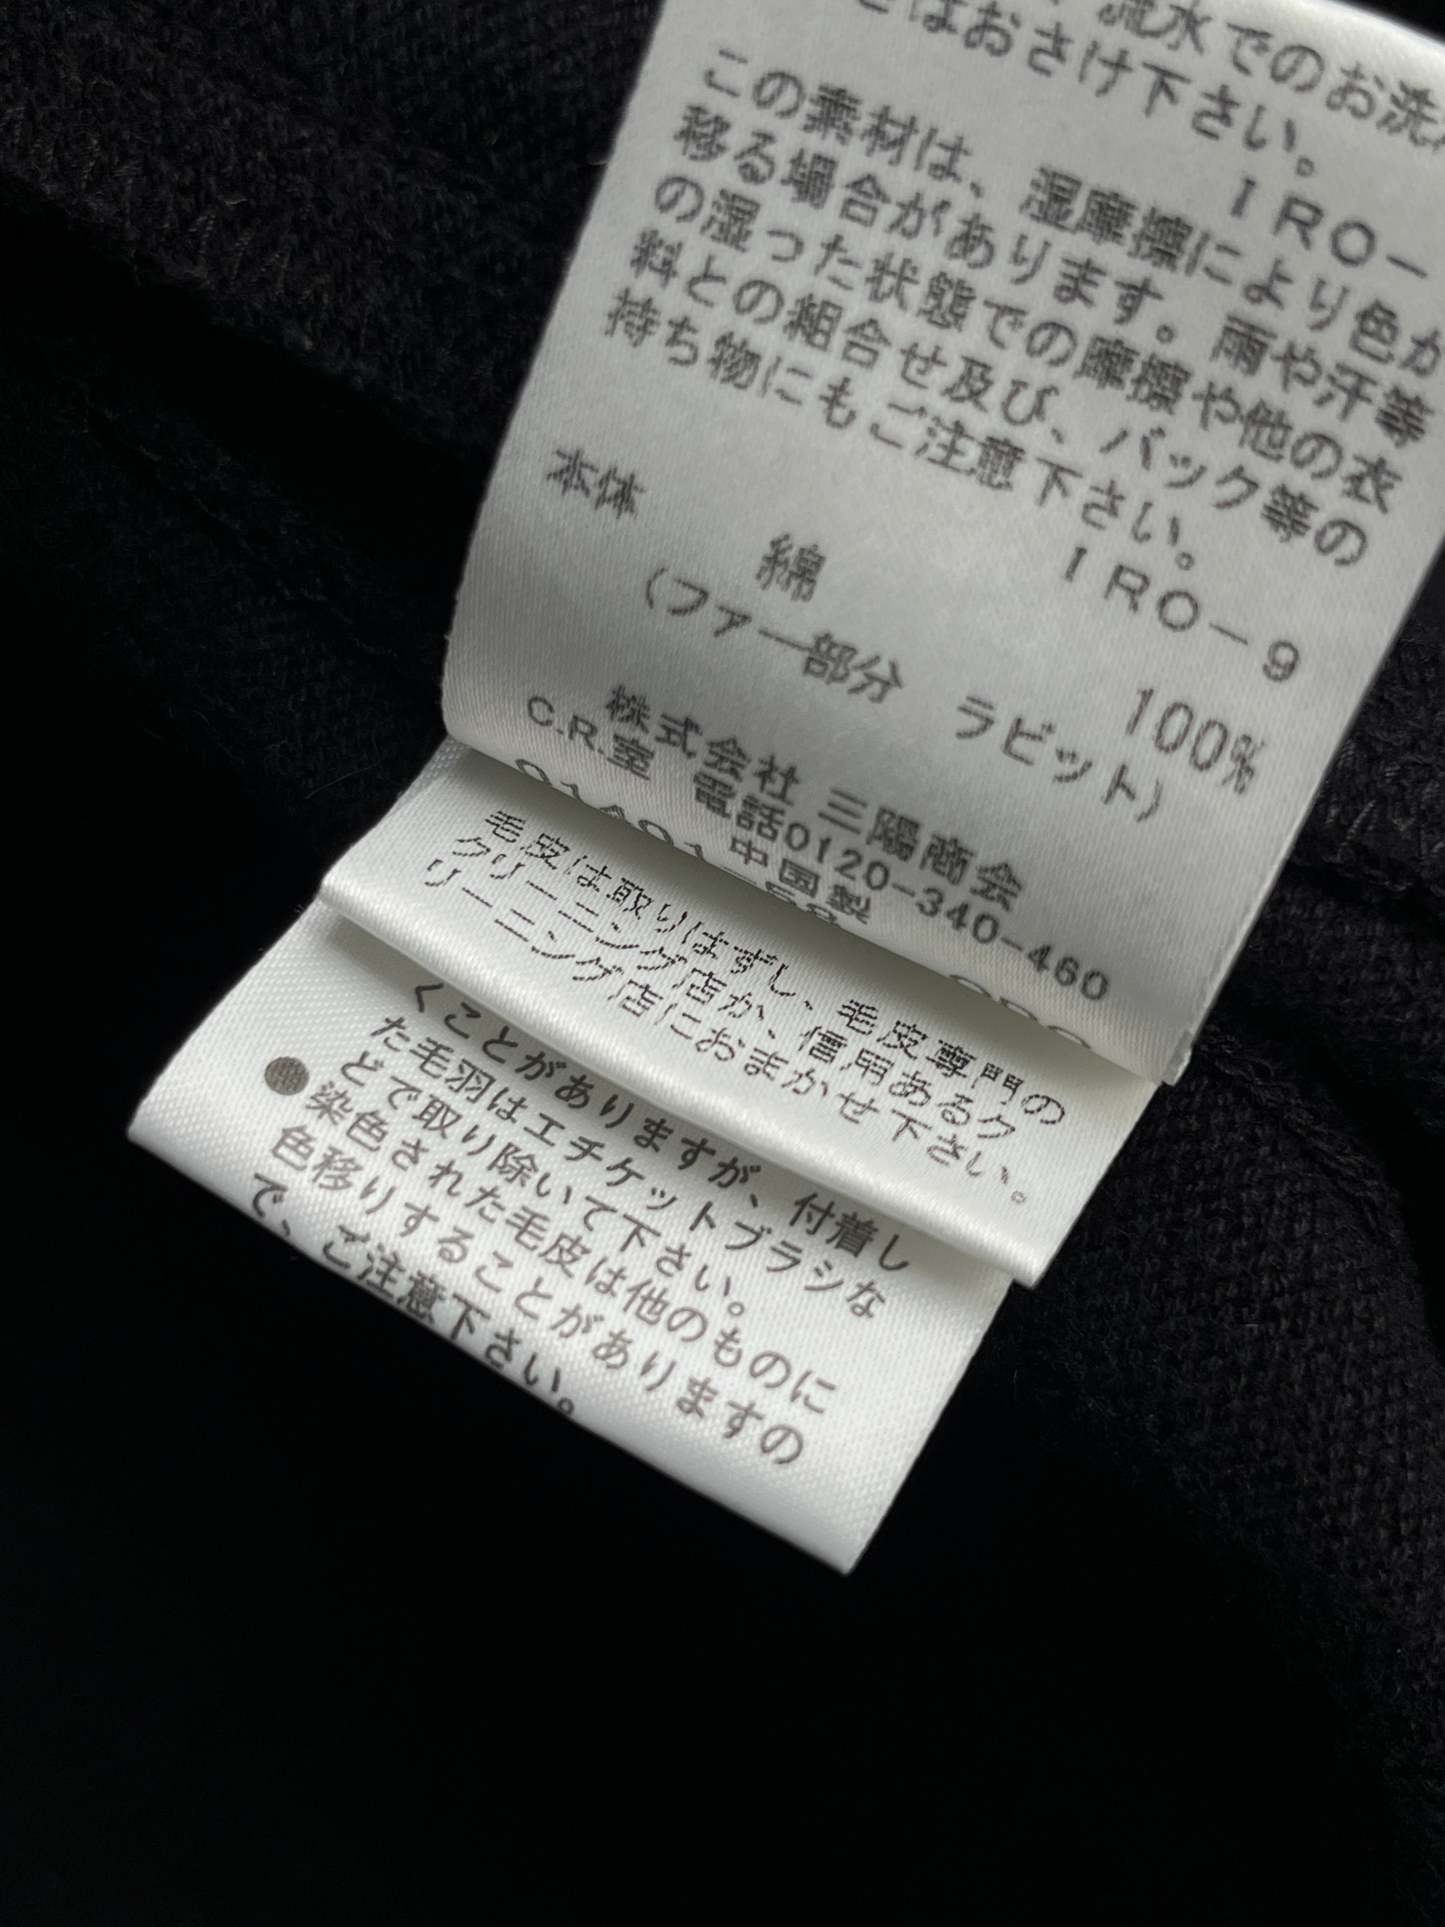 流水でのお洗
はおさけ下さい。
IRO-
この素材は、湿摩擦により色が
移る場合があります。雨や汗等
の湿った状態での摩擦や他の衣
料との組合せ及び、バック等の
持ち物にもご注意下さい。
IRO-9
本体
綿 100%
(ファー部分 ラビット)
株式会社 三陽商会
C.R.室 電話0120-340-460
中国製
毛皮は取りはずし、毛皮専門の
クリーニング店か、信用あるク
リーニング店におまかせ下さい。
くことがありますが、付着し
た毛羽はエチケットブラシな
どで取り除いて下さい。
●染色された毛皮は他のものに
色移りすることがありますの
で、ご注意下さい。